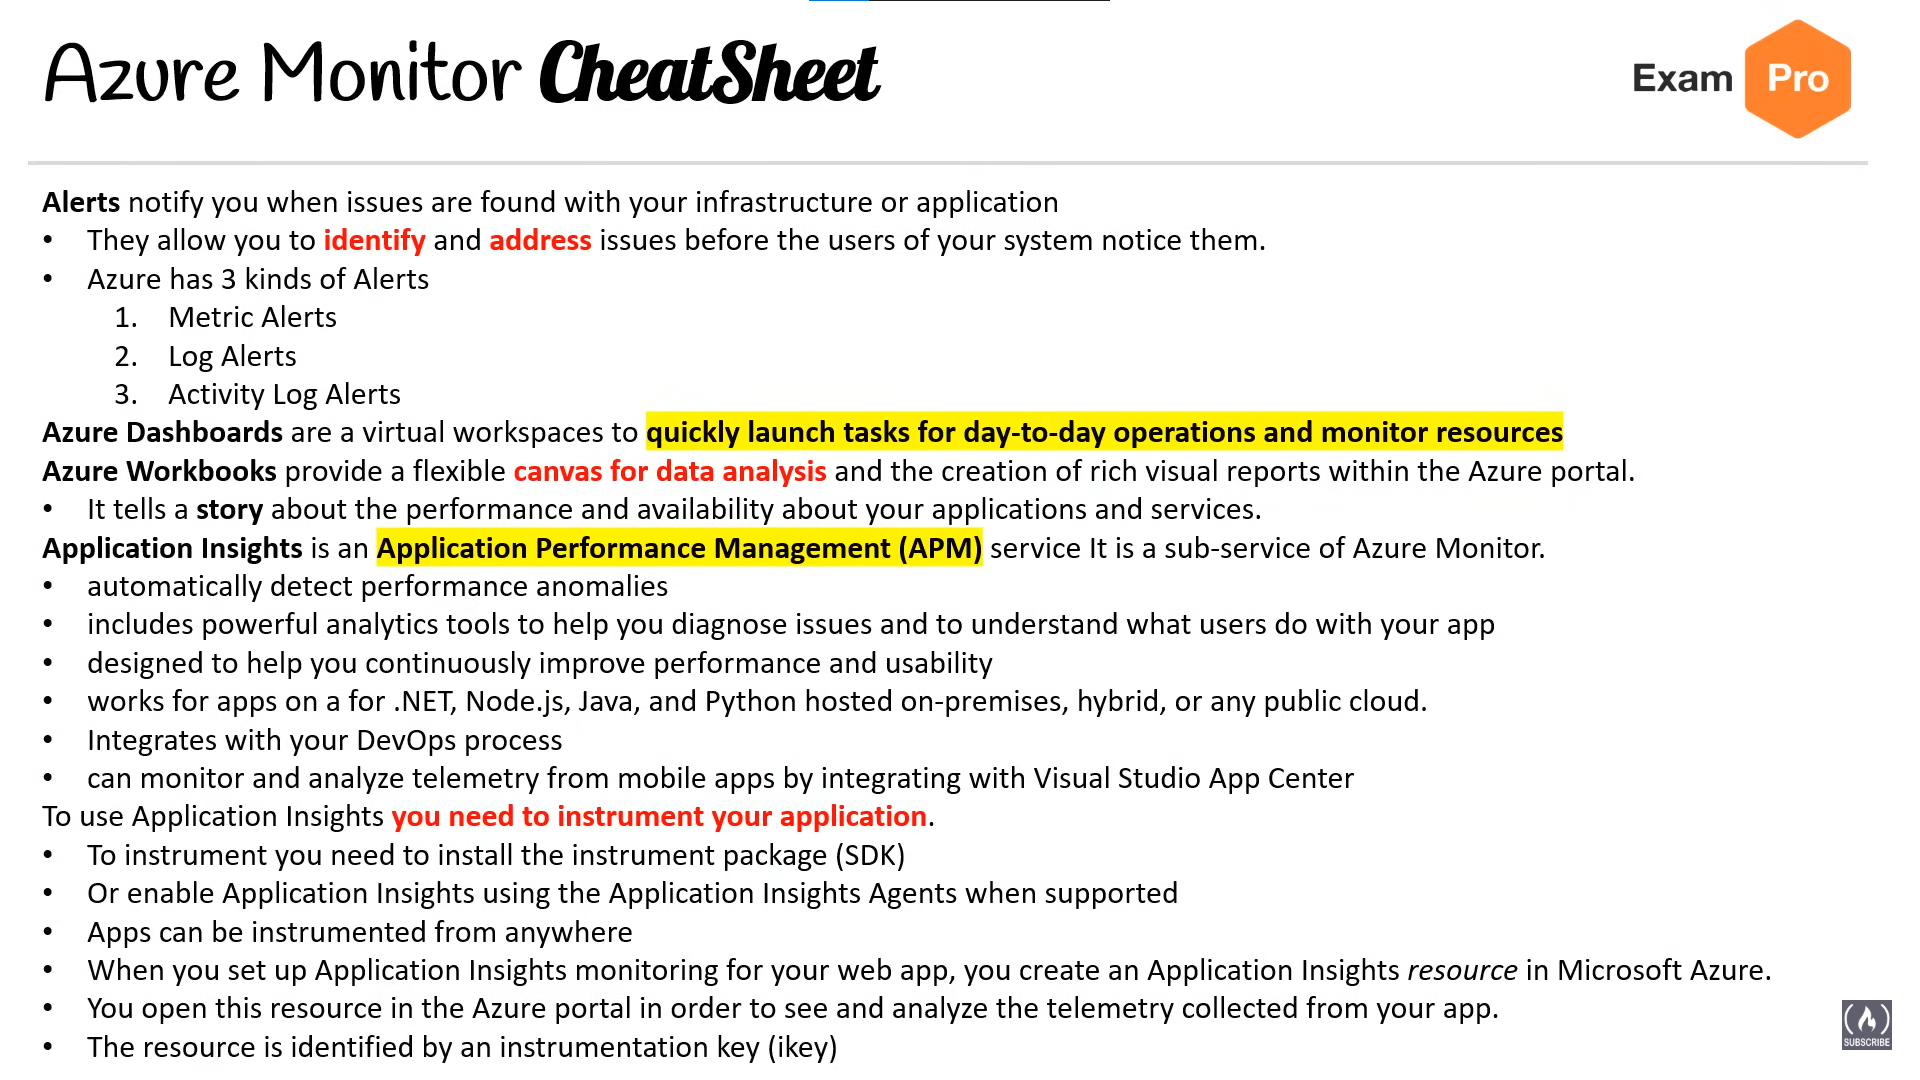 Azure Monitor CheatSheet
Exam Pro
Alerts notify you when issues are found with your infrastructure or application
• They allow you to identify and address issues before the users of your system notice them.
• Azure has 3 kinds of Alerts
1. Metric Alerts
2. Log Alerts
3. Activity Log Alerts
Azure Dashboards are a virtual workspaces to quickly launch tasks for day-to-day operations and monitor resources
Azure Workbooks provide a flexible canvas for data analysis and the creation of rich visual reports within the Azure portal.
• It tells a story about the performance and availability about your applications and services.
Application Insights is an Application Performance Management (APM) service It is a sub-service of Azure Monitor.
• automatically detect performance anomalies
• includes powerful analytics tools to help you diagnose issues and to understand what users do with your app
• designed to help you continuously improve performance and usability
• works for apps on a for .NET, Node.js, Java, and Python hosted on-premises, hybrid, or any public cloud.
• Integrates with your DevOps process
• can monitor and analyze telemetry from mobile apps by integrating with Visual Studio App Center
To use Application Insights you need to instrument your application.
• To instrument you need to install the instrument package (SDK)
• Or enable Application Insights using the Application Insights Agents when supported
• Apps can be instrumented from anywhere
• When you set up Application Insights monitoring for your web app, you create an Application Insights resource in Microsoft Azure.
• You open this resource in the Azure portal in order to see and analyze the telemetry collected from your app.
• The resource is identified by an instrumentation key (ikey)
SUBSCRIBE